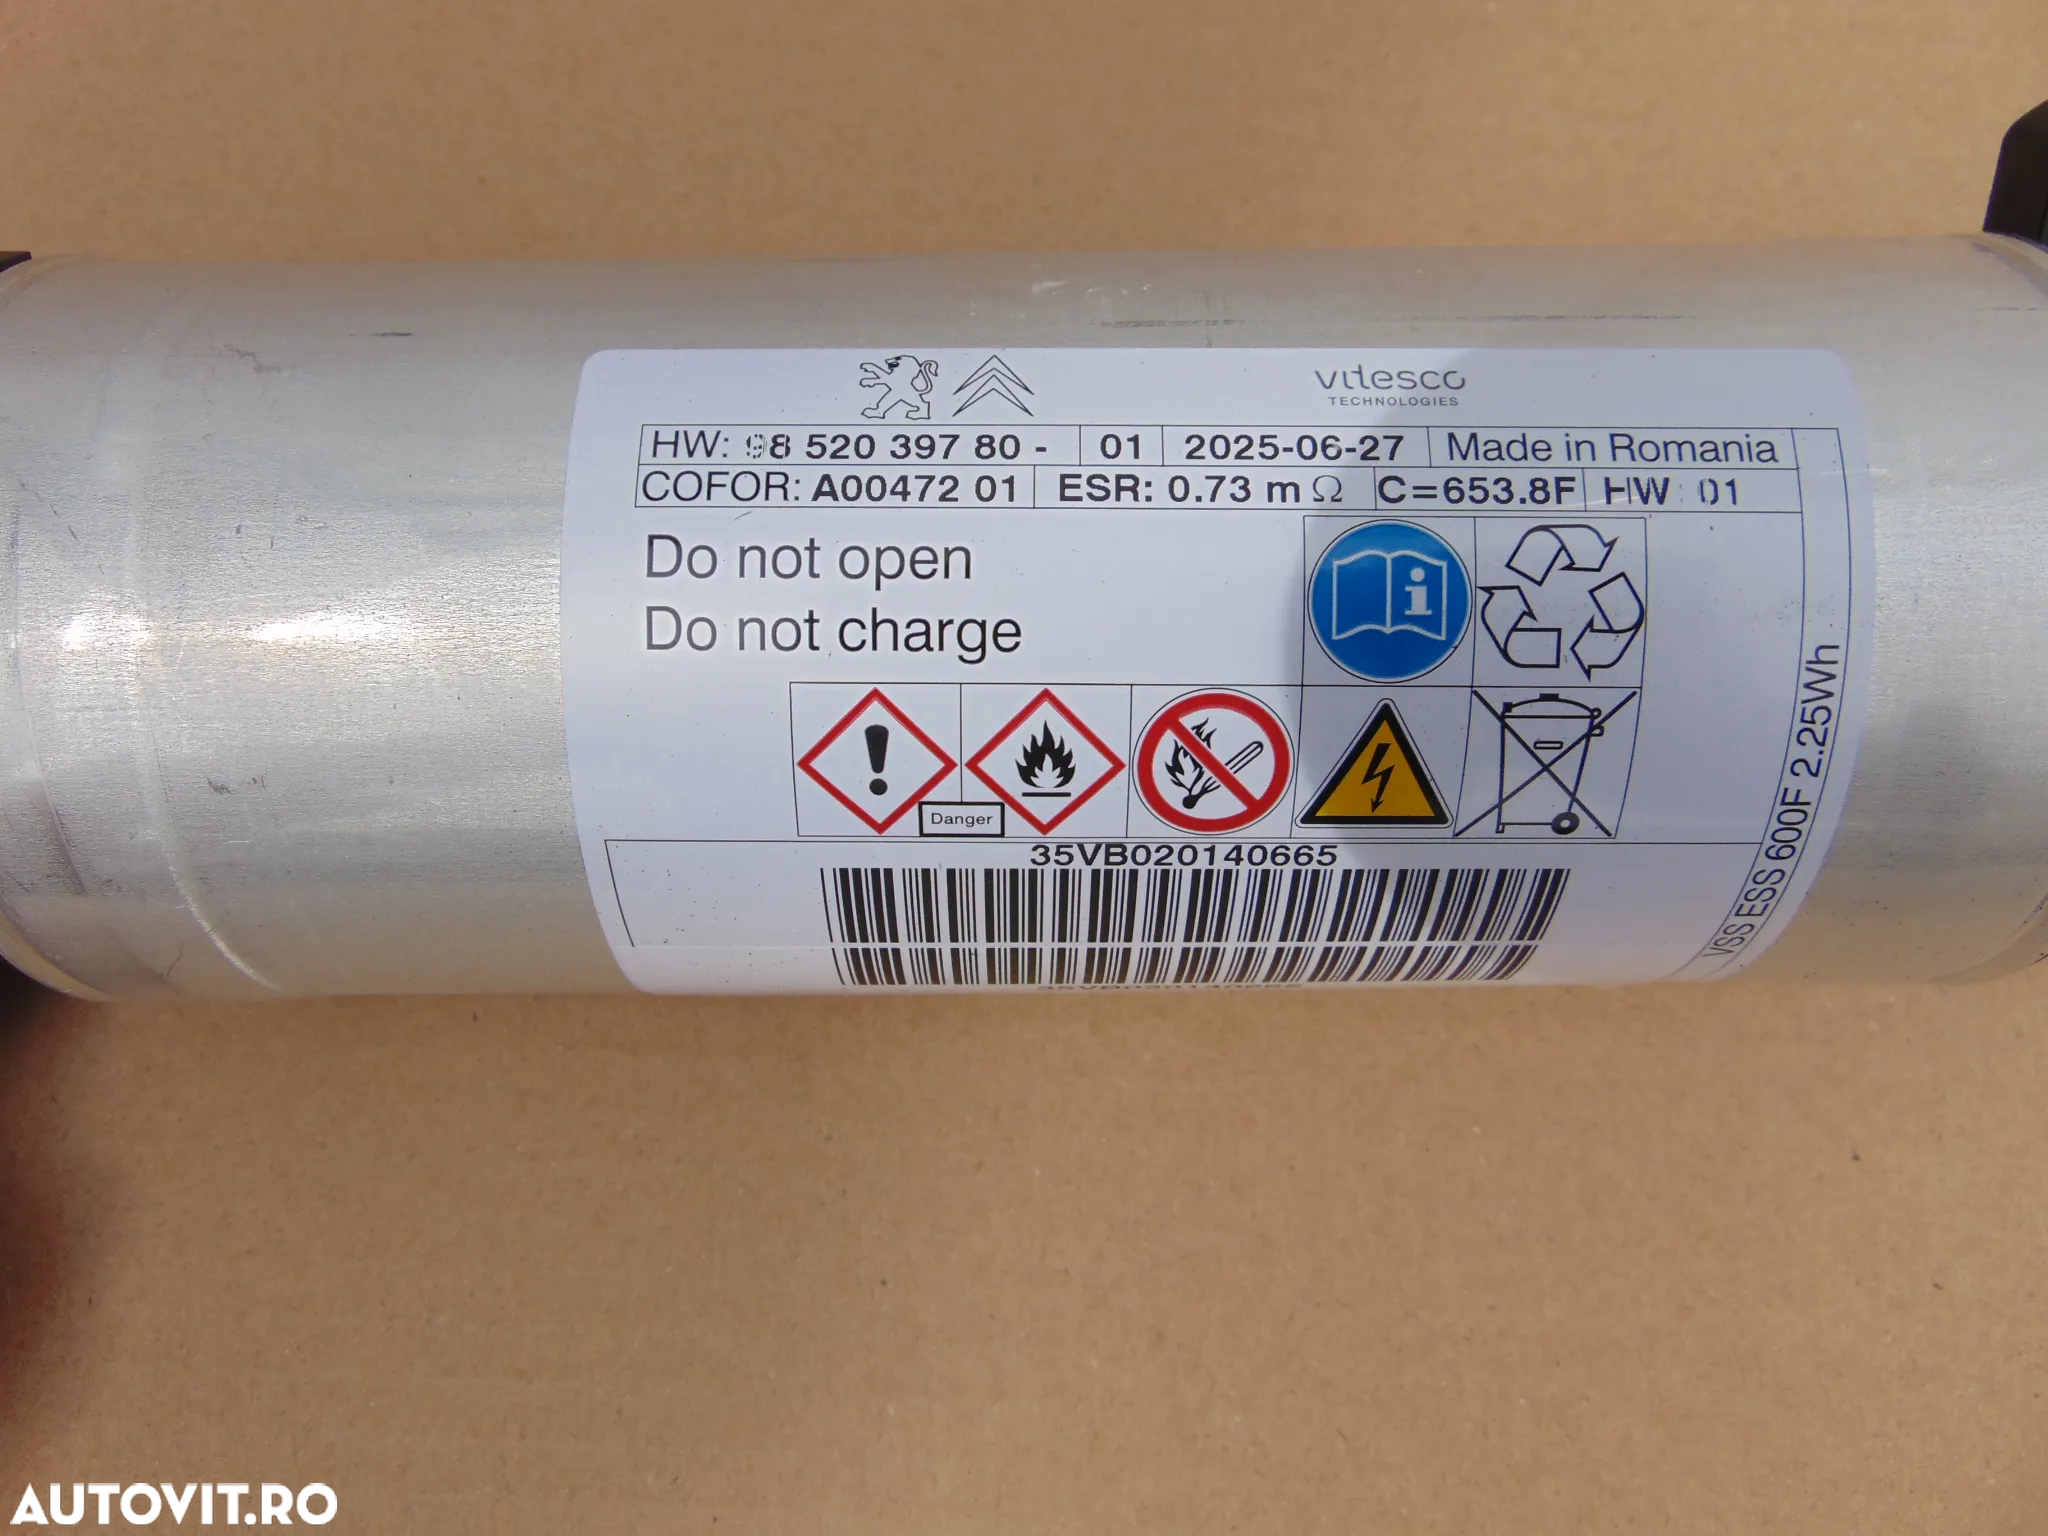 vitesco
TECHNOLOGIES
HW: 98 520 397 80 - 01 2025-06-27 Made in Romania
COFOR: A00472 01 ESR: 0.73 m Ω C=653.8F HW: 01
Do not open
Do not charge
Danger
35VB020140665
VSS ESS 600F 2.25Wh
35VB020140665
AUTOVIT.RO